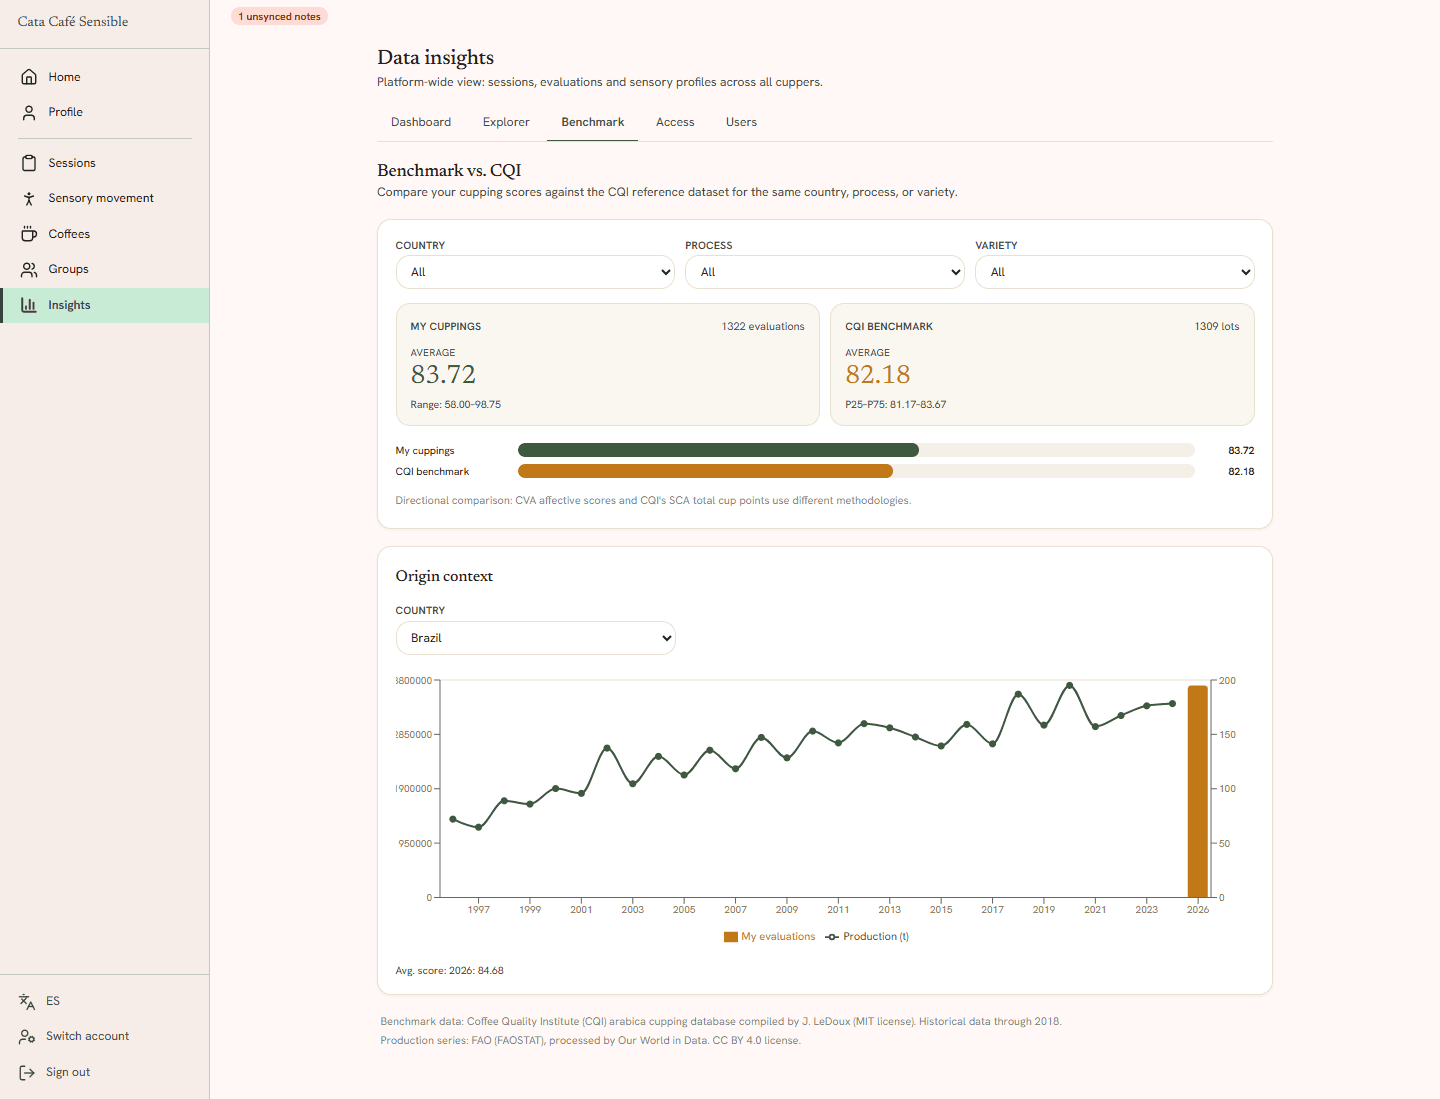 Cata Café Sensible
1 unsynced notes
Home
Profile
Sessions
Sensory movement
Coffees
Groups
Insights
ES
Switch account
Sign out
Data insights
Platform-wide view: sessions, evaluations and sensory profiles across all cuppers.
Dashboard Explorer Benchmark Access Users
Benchmark vs. CQI
Compare your cupping scores against the CQI reference dataset for the same country, process, or variety.
COUNTRY PROCESS VARIETY
All All All
MY CUPPINGS 1322 evaluations
AVERAGE
83.72
Range: 58.00–98.75
CQI BENCHMARK 1309 lots
AVERAGE
82.18
P25–P75: 81.17–83.67
My cuppings 83.72
CQI benchmark 82.18
Directional comparison: CVA affective scores and CQI's SCA total cup points use different methodologies.
Origin context
COUNTRY
Brazil
3800000 200
2850000 150
1900000 100
950000 50
0 0
1997 1999 2001 2003 2005 2007 2009 2011 2013 2015 2017 2019 2021 2023 2026
My evaluations Production (t)
Avg. score: 2026: 84.68
Benchmark data: Coffee Quality Institute (CQI) arabica cupping database compiled by J. LeDoux (MIT license). Historical data through 2018.
Production series: FAO (FAOSTAT), processed by Our World in Data. CC BY 4.0 license.